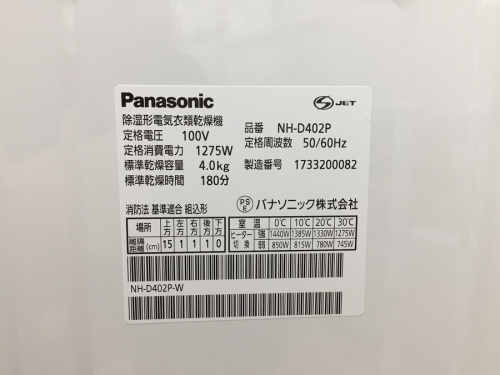 Panasonic
S JET
除湿形電気衣類乾燥機
定格電圧 100V
定格消費電力 1275W
標準乾燥容量 4.0kg
標準乾燥時間 180分
品番 NH-D402P
定格周波数 50/60Hz
製造番号 1733200082
消防法 基準適合 組込形
PS E パナソニック株式会社
場所 上方 左方 右方 後方 下方
離隔距離(cm) 15 1 1 1 0
室温 0℃ 10℃ 20℃ 30℃
ヒーター切換 強 1440W 1385W 1330W 1275W
弱 850W 815W 780W 745W
NH-D402P-W